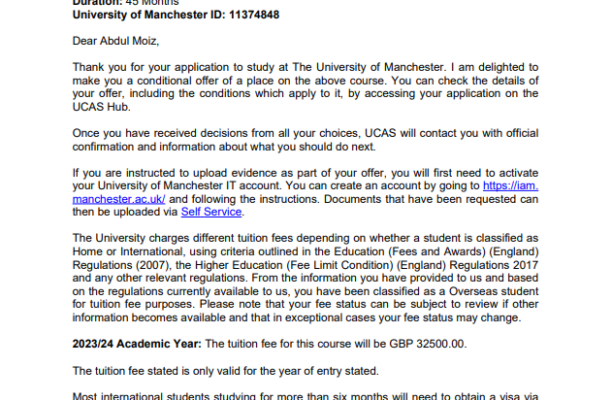 Duration: 45 Months
University of Manchester ID: 11374848
Dear Abdul Moiz,
Thank you for your application to study at The University of Manchester. I am delighted to
make you a conditional offer of a place on the above course. You can check the details of
your offer, including the conditions which apply to it, by accessing your application on the
UCAS Hub.
Once you have received decisions from all your choices, UCAS will contact you with official
confirmation and information about what you should do next.
If you are instructed to upload evidence as part of your offer, you will first need to activate
your University of Manchester IT account. You can create an account by going to https://iam.
manchester.ac.uk/ and following the instructions. Documents that have been requested can
then be uploaded via Self Service.
The University charges different tuition fees depending on whether a student is classified as
Home or International, using criteria outlined in the Education (Fees and Awards) (England)
Regulations (2007), the Higher Education (Fee Limit Condition) (England) Regulations 2017
and any other relevant regulations. From the information you have provided to us and based
on the regulations currently available to us, you have been classified as a Overseas student
for tuition fee purposes. Please note that your fee status can be subject to review if other
information becomes available and that in exceptional cases your fee status may change.
2023/24 Academic Year: The tuition fee for this course will be GBP 32500.00.
The tuition fee stated is only valid for the year of entry stated.
Most international students studying for more than six months will need to obtain a visa via